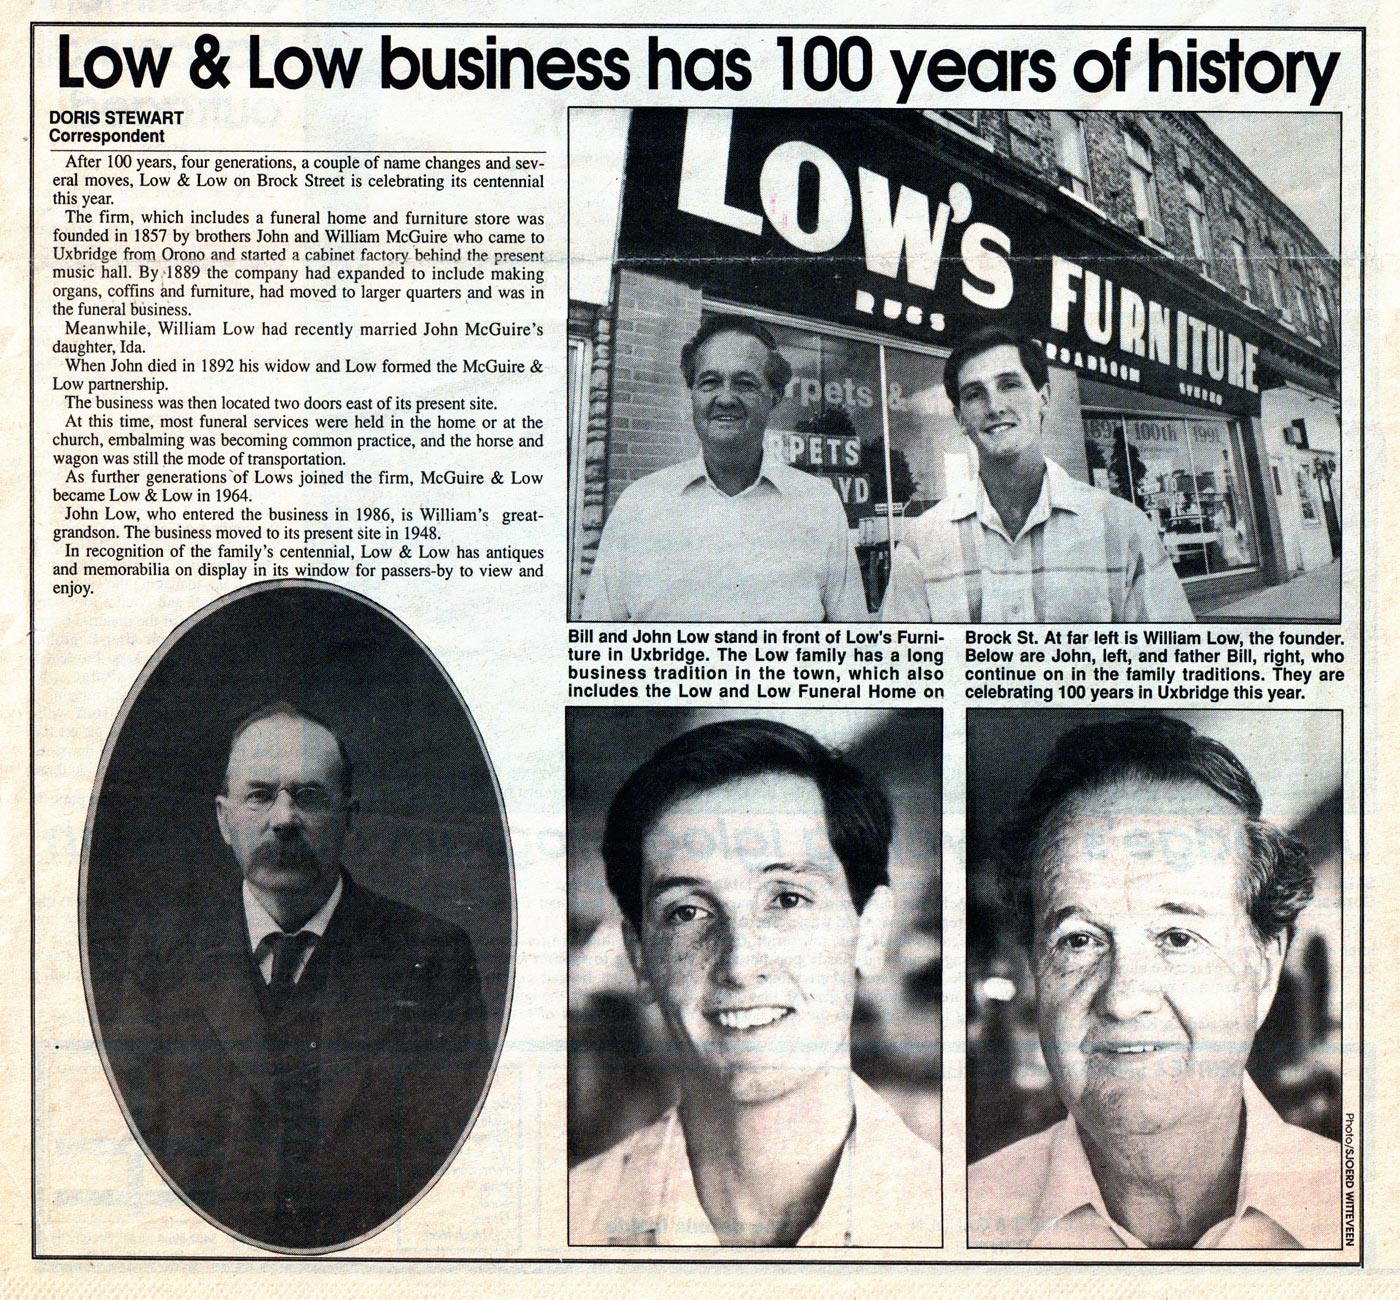 Low & Low business has 100 years of history
DORIS STEWART
Correspondent
After 100 years, four generations, a couple of name changes and sev-
eral moves, Low & Low on Brock Street is celebrating its centennial
this year.
The firm, which includes a funeral home and furniture store was
founded in 1857 by brothers John and William McGuire who came to
Uxbridge from Orono and started a cabinet factory behind the present
music hall. By 1889 the company had expanded to include making
organs, coffins and furniture, had moved to larger quarters and was in
the funeral business.
Meanwhile, William Low had recently married John McGuire's
daughter, Ida.
When John died in 1892 his widow and Low formed the McGuire &
Low partnership.
The business was then located two doors east of its present site.
At this time, most funeral services were held in the home or at the
church, embalming was becoming common practice, and the horse and
wagon was still the mode of transportation.
As further generations of Lows joined the firm, McGuire & Low
became Low & Low in 1964.
John Low, who entered the business in 1986, is William's great-
grandson. The business moved to its present site in 1948.
In recognition of the family's centennial, Low & Low has antiques
and memorabilia on display in its window for passers-by to view and
enjoy.
LOW'S FURNITURE
RUGS BROADLOOM
rpets &
RPETS
YD
1891 100th 1991
Bill and John Low stand in front of Low's Furni-
ture in Uxbridge. The Low family has a long
business tradition in the town, which also
includes the Low and Low Funeral Home on
Brock St. At far left is William Low, the founder.
Below are John, left, and father Bill, right, who
continue on in the family traditions. They are
celebrating 100 years in Uxbridge this year.
Photo/SJOERD WITTEVEEN